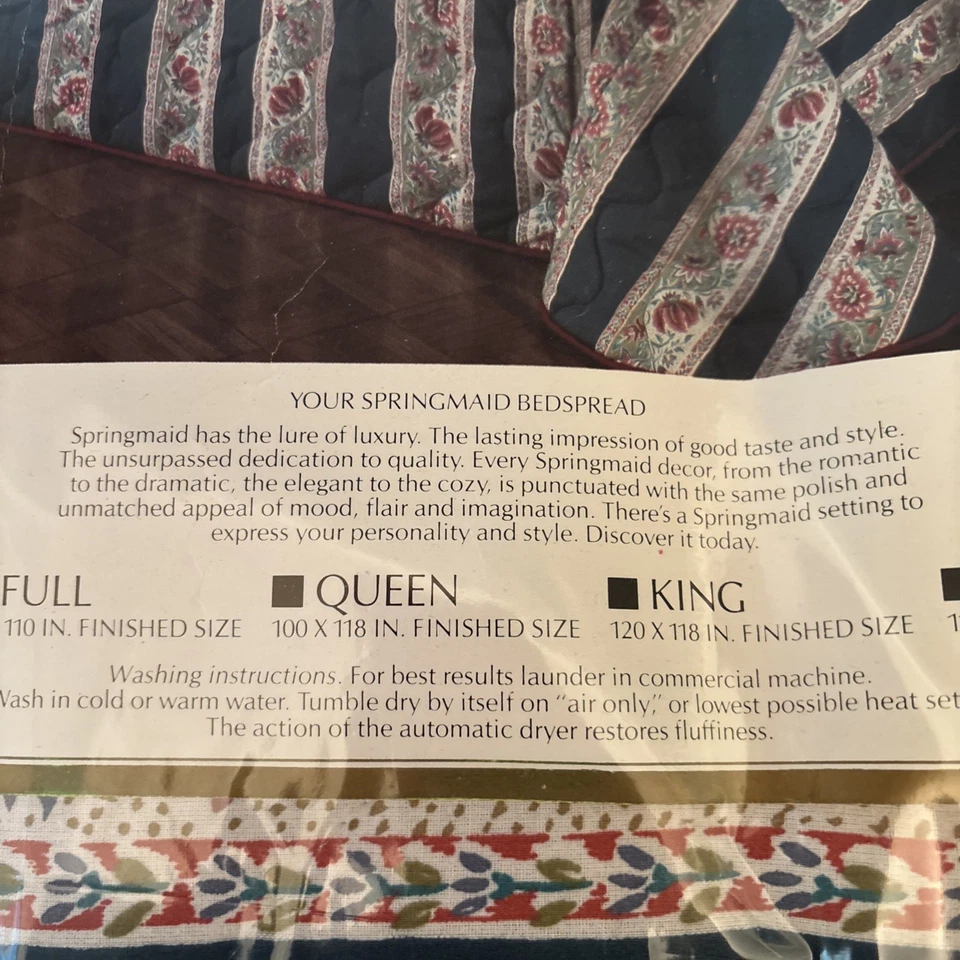 YOUR SPRINGMAID BEDSPREAD
Springmaid has the lure of luxury. The lasting impression of good taste and style.
The unsurpassed dedication to quality. Every Springmaid decor, from the romantic
to the dramatic, the elegant to the cozy, is punctuated with the same polish and
unmatched appeal of mood, flair and imagination. There's a Springmaid setting to
express your personality and style. Discover it today.
FULL ■ QUEEN ■ KING ■
110 IN. FINISHED SIZE 100 X 118 IN. FINISHED SIZE 120 X 118 IN. FINISHED SIZE
Washing instructions. For best results launder in commercial machine.
Wash in cold or warm water. Tumble dry by itself on "air only," or lowest possible heat set
The action of the automatic dryer restores fluffiness.